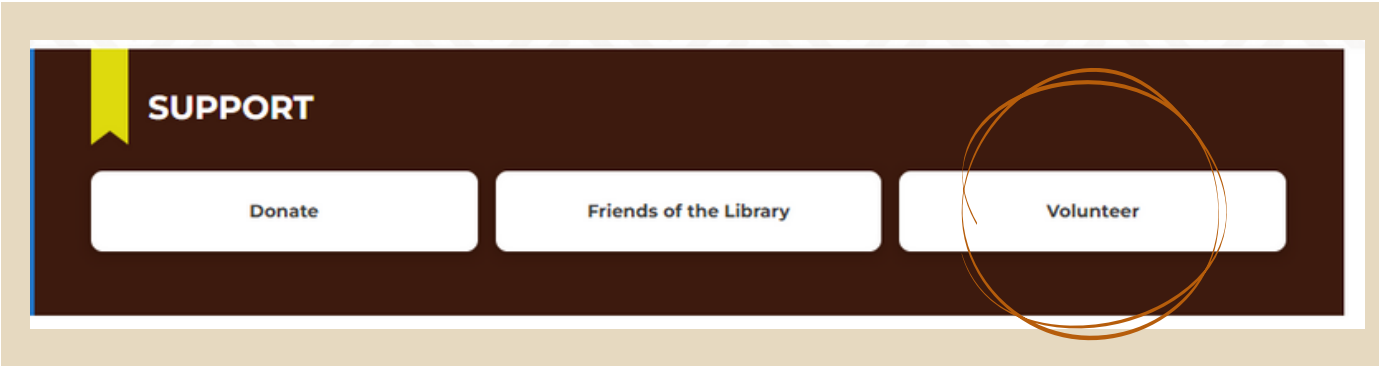 SUPPORT
Donate
Friends of the Library
Volunteer